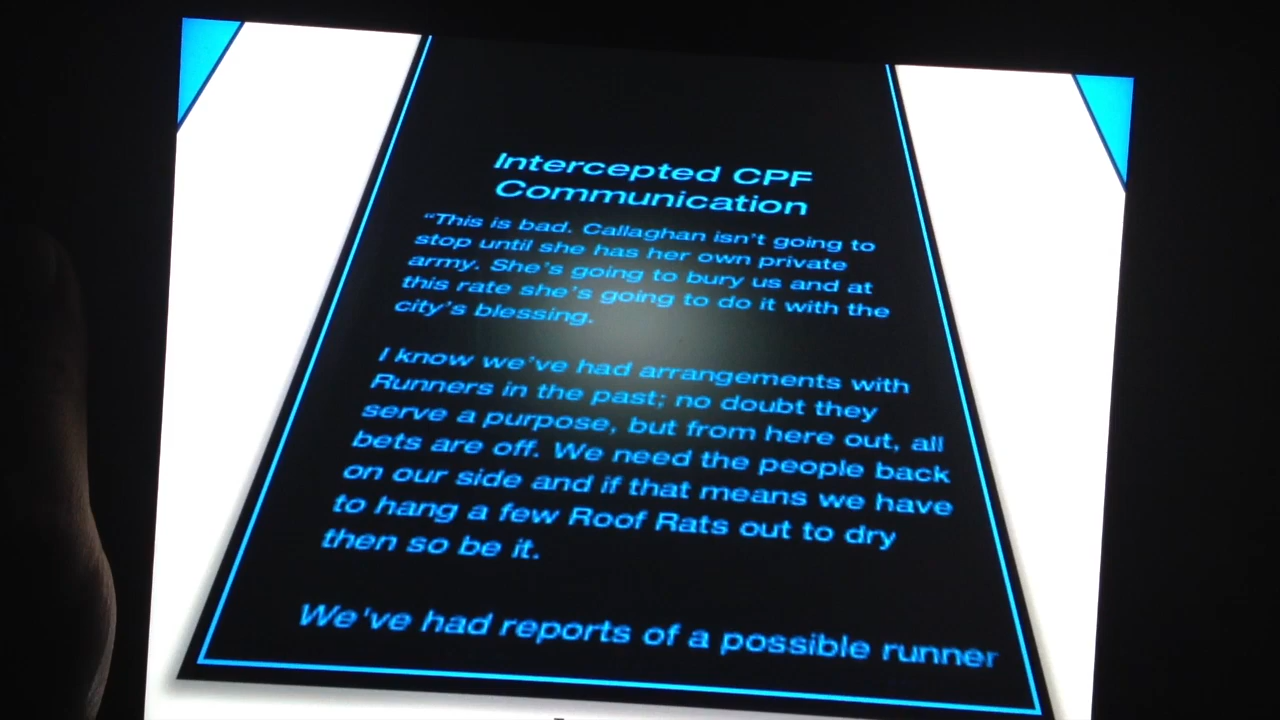 Intercepted CPF
Communication
“This is bad. Callaghan isn't going to
stop until she has her own private
army. She's going to bury us and at
this rate she's going to do it with the
city's blessing.
I know we've had arrangements with
Runners in the past; no doubt they
serve a purpose, but from here out, all
bets are off. We need the people back
on our side and if that means we have
to hang a few Roof Rats out to dry
then so be it.
We've had reports of a possible runner